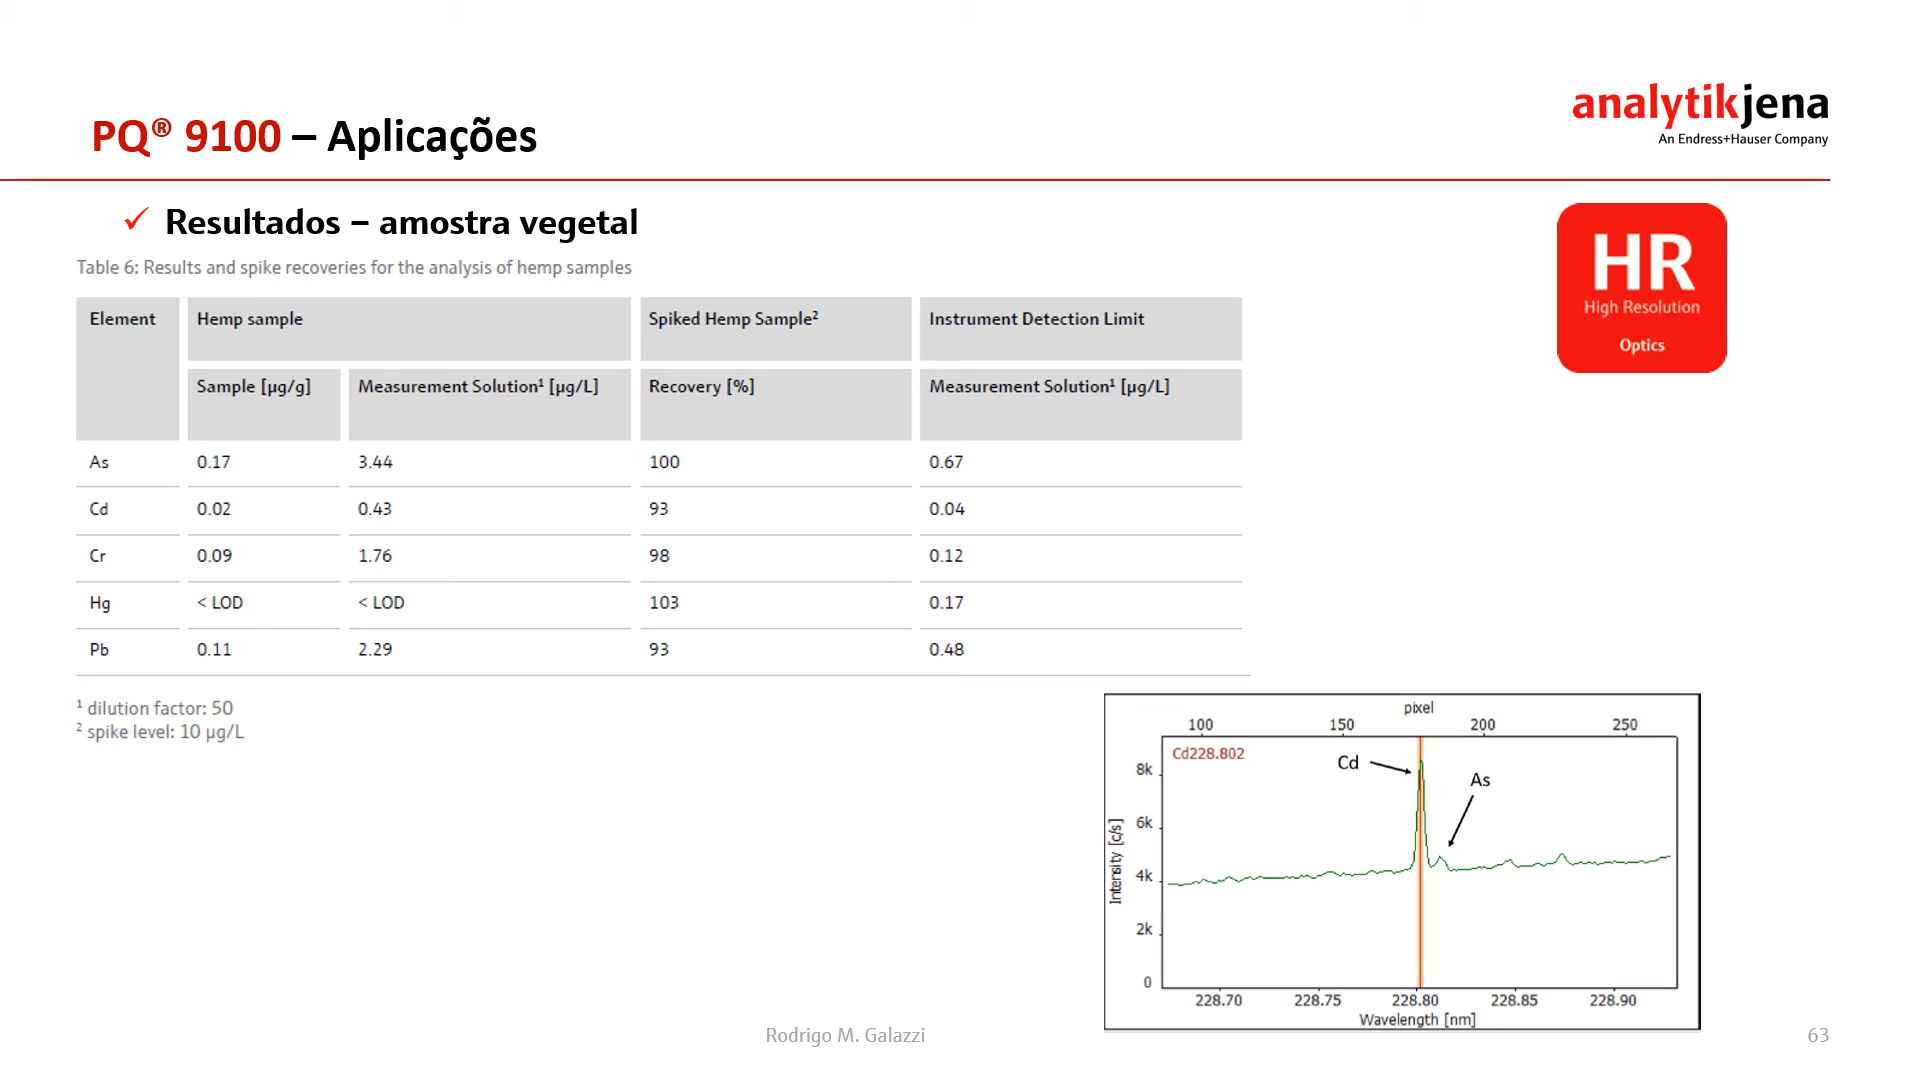 analytikjena
An Endress+Hauser Company
PQ® 9100 – Aplicações
✓ Resultados – amostra vegetal
Table 6: Results and spike recoveries for the analysis of hemp samples
Element Hemp sample Spiked Hemp Sample² Instrument Detection Limit
Sample [µg/g] Measurement Solution¹ [µg/L] Recovery [%] Measurement Solution¹ [µg/L]
As 0.17 3.44 100 0.67
Cd 0.02 0.43 93 0.04
Cr 0.09 1.76 98 0.12
Hg < LOD < LOD 103 0.17
Pb 0.11 2.29 93 0.48
¹ dilution factor: 50
² spike level: 10 µg/L
HR
High Resolution
Optics
pixel
100 150 200 250
Cd228.802
Cd
As
8k
6k
4k
2k
0
Intensity [c/s]
228.70 228.75 228.80 228.85 228.90
Wavelength [nm]
Rodrigo M. Galazzi
63